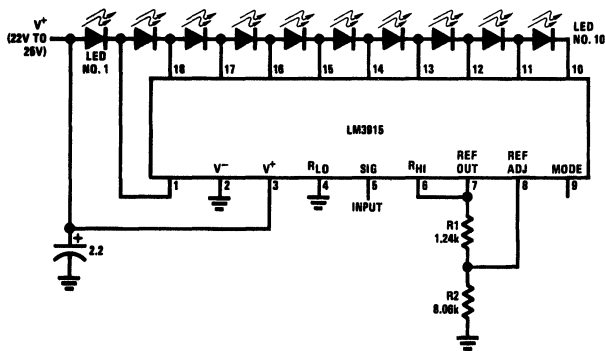 V+
(22V TO
25V)
LED
NO. 1
LED
NO. 10
18 17 16 15 14 13 12 11 10
LM3915
V− V+ RLO SIG RHI REF OUT REF ADJ MODE
1 2 3 4 5 6 7 8 9
INPUT
+
2.2
R1
1.24k
R2
8.06k